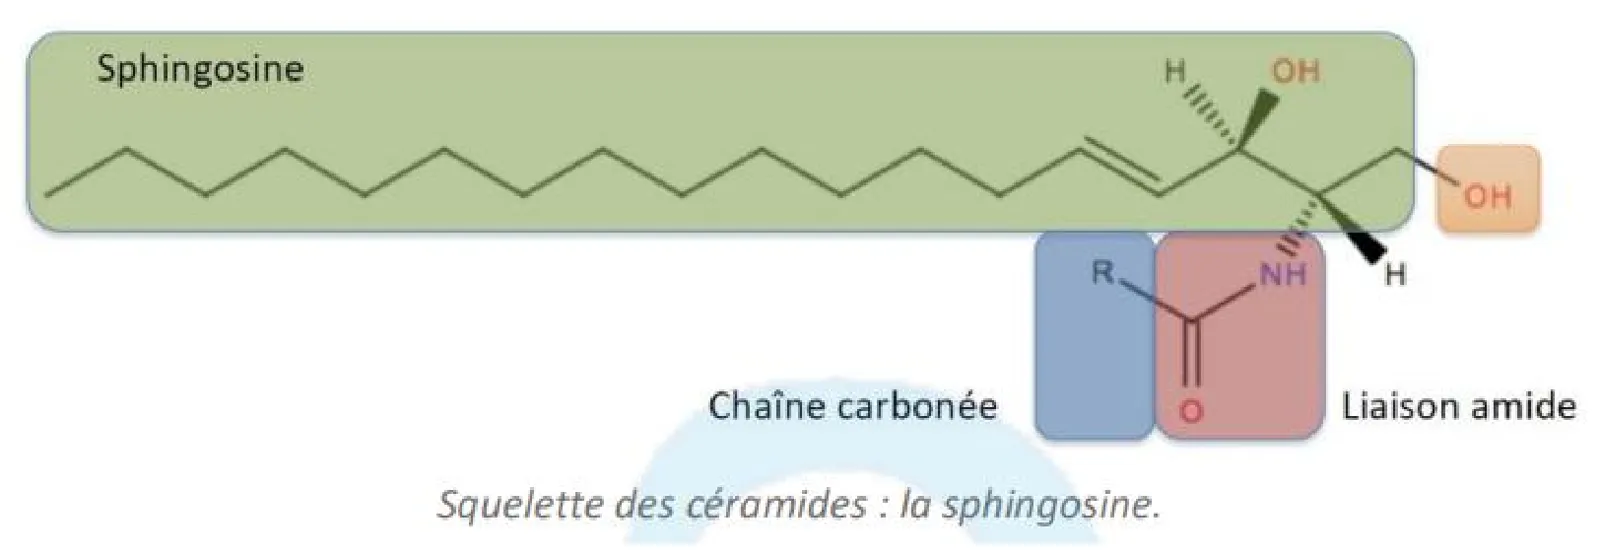 Sphingosine
H OH
OH
R NH H
O
Chaîne carbonée
Liaison amide
Squelette des céramides : la sphingosine.